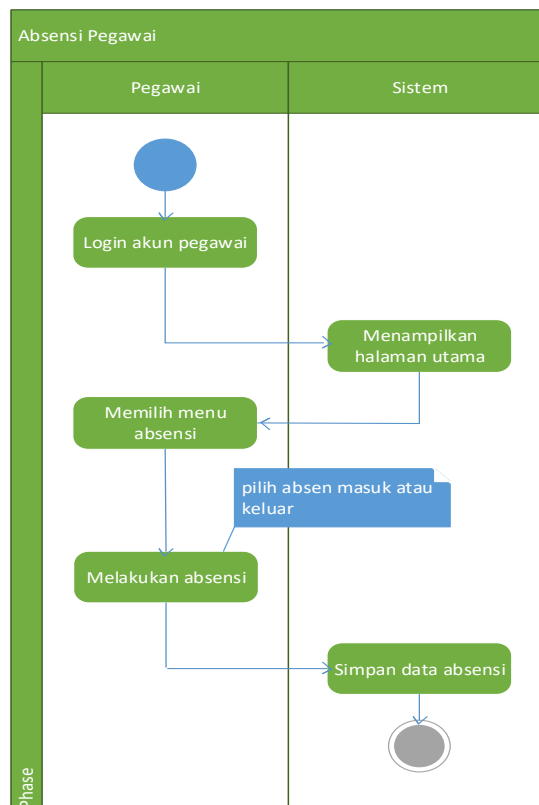 Absensi Pegawai
Pegawai
Sistem
Login akun pegawai
Menampilkan
halaman utama
Memilih menu
absensi
pilih absen masuk atau
keluar
Melakukan absensi
Simpan data absensi
Phase